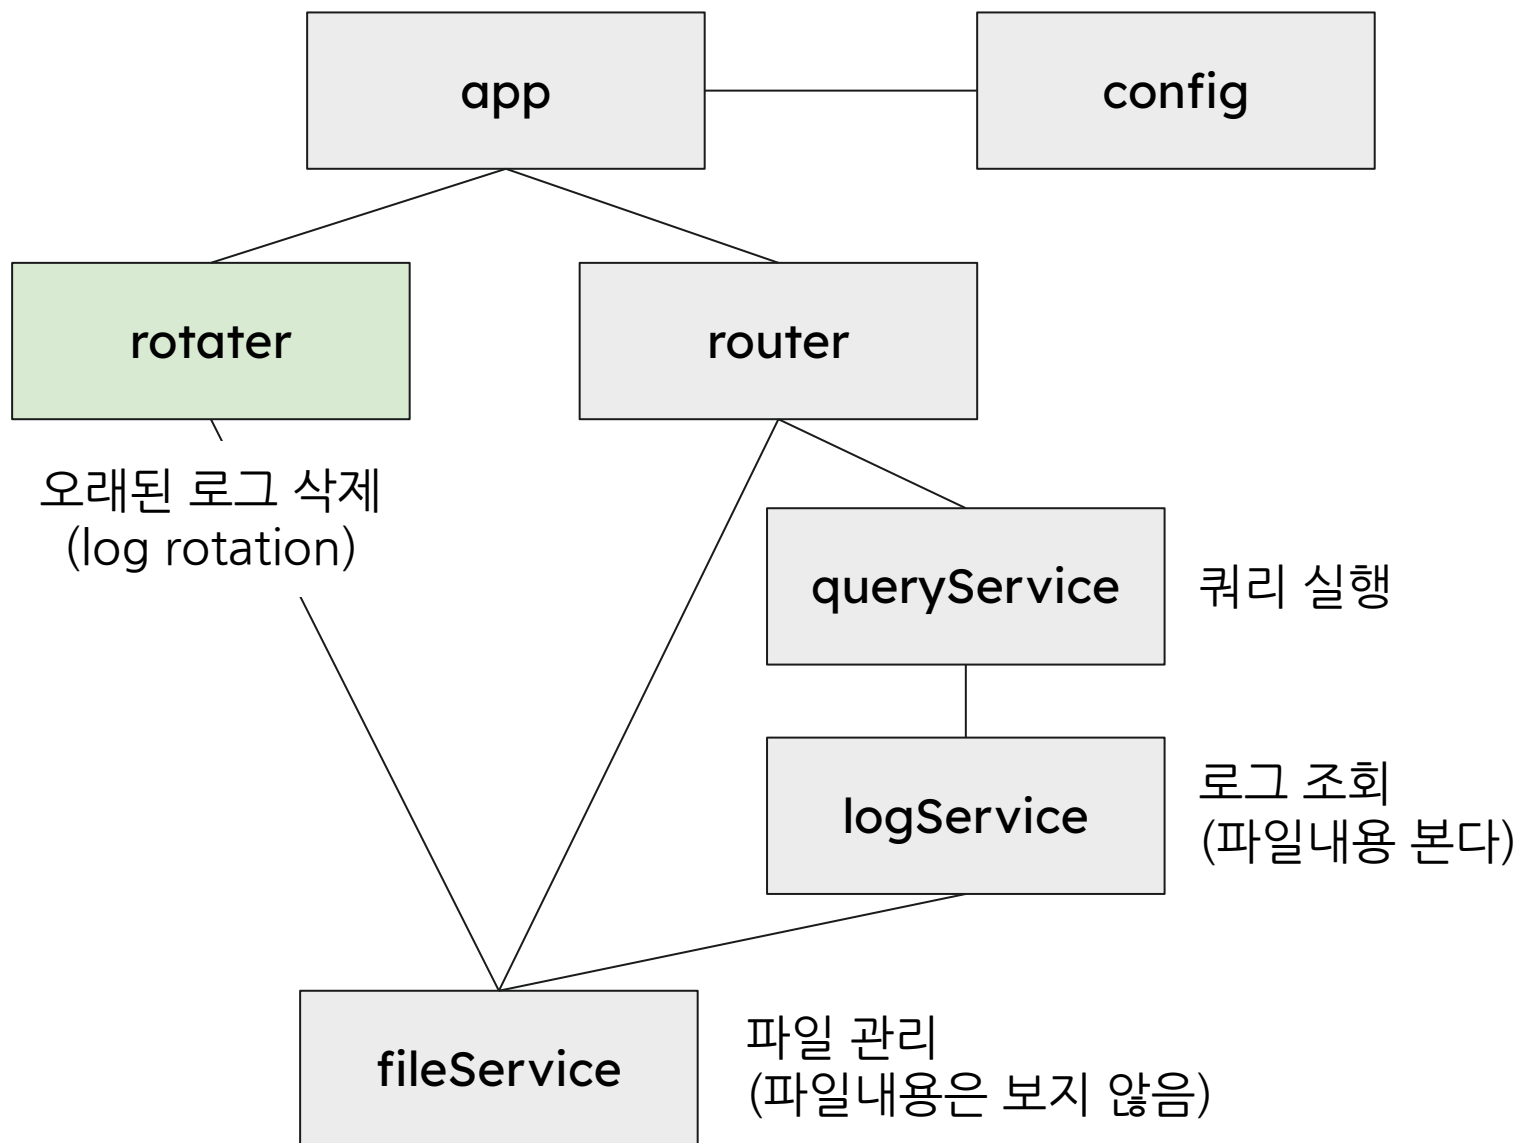 app
config
rotater
router
오래된 로그 삭제
(log rotation)
queryService
쿼리 실행
logService
로그 조회
(파일내용 본다)
fileService
파일 관리
(파일내용은 보지 않음)